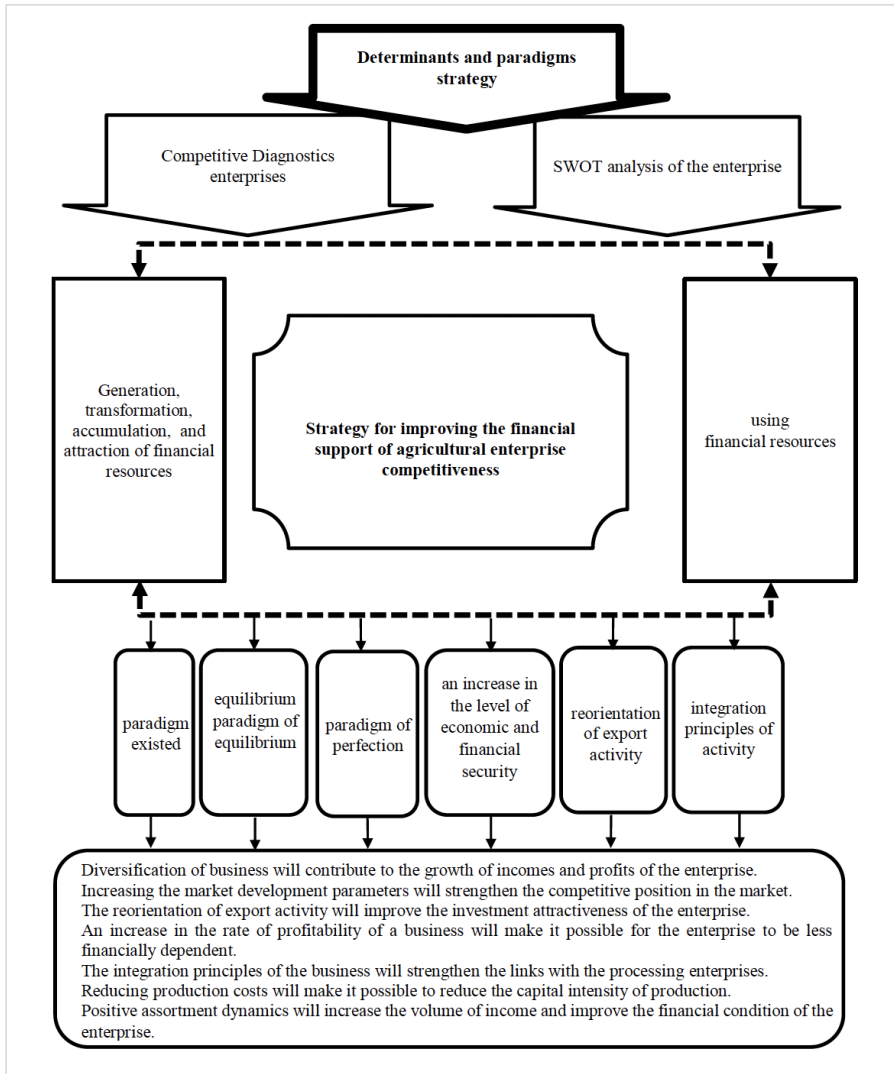 Determinants and paradigms
strategy
Competitive Diagnostics
enterprises
SWOT analysis of the enterprise
Generation,
transformation,
accumulation, and
attraction of financial
resources
Strategy for improving the financial
support of agricultural enterprise
competitiveness
using
financial resources
paradigm
existed
equilibrium
paradigm of
equilibrium
paradigm of
perfection
an increase in
the level of
economic and
financial
security
reorientation
of export
activity
integration
principles of
activity
Diversification of business will contribute to the growth of incomes and profits of the enterprise.
Increasing the market development parameters will strengthen the competitive position in the market.
The reorientation of export activity will improve the investment attractiveness of the enterprise.
An increase in the rate of profitability of a business will make it possible for the enterprise to be less
financially dependent.
The integration principles of the business will strengthen the links with the processing enterprises.
Reducing production costs will make it possible to reduce the capital intensity of production.
Positive assortment dynamics will increase the volume of income and improve the financial condition of the
enterprise.